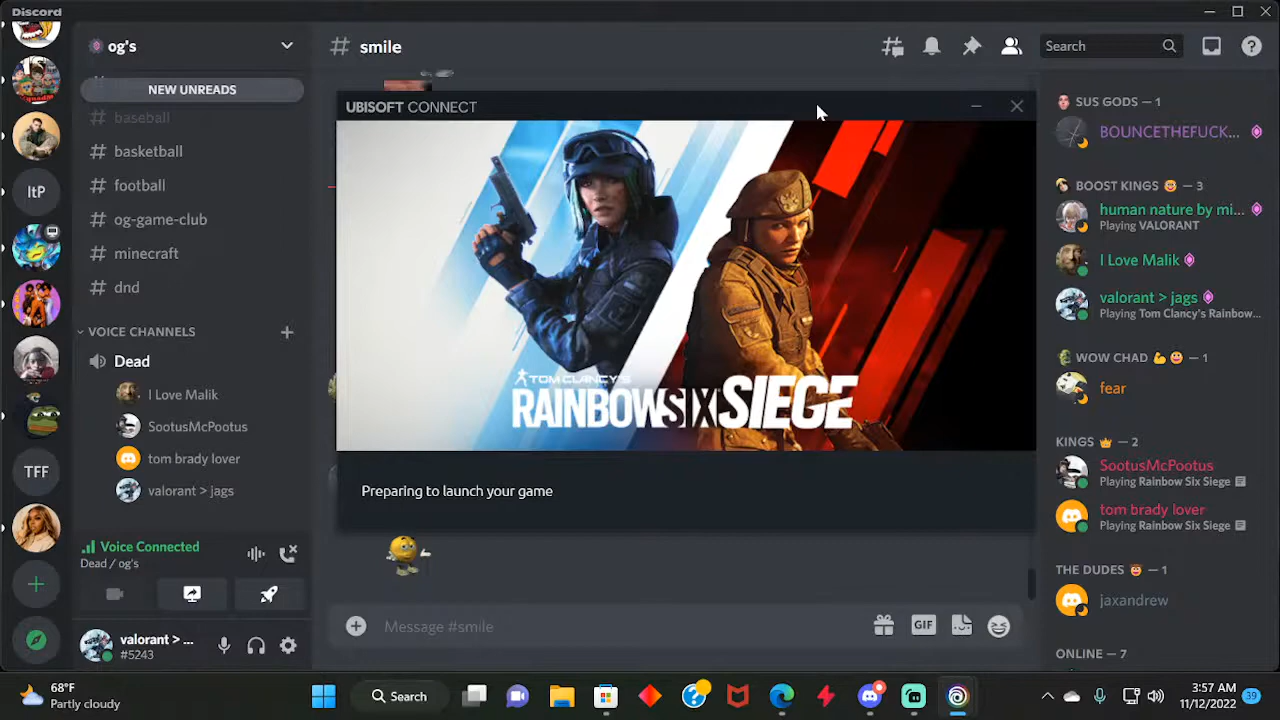 Discord
og's
NEW UNREADS
baseball
basketball
football
og-game-club
minecraft
dnd
VOICE CHANNELS
Dead
I Love Malik
SootusMcPootus
tom brady lover
valorant > jags
Voice Connected
Dead / og's
valorant > ...
#5243
ItP
TFF
# smile
Search
UBISOFT CONNECT
TOM CLANCY'S
RAINBOWSIX SIEGE
Preparing to launch your game
Message #smile
GIF
SUS GODS — 1
BOUNCETHEFUCK...
BOOST KINGS — 3
human nature by mi...
Playing VALORANT
I Love Malik
valorant > jags
Playing Tom Clancy's Rainbow...
WOW CHAD — 1
fear
KINGS — 2
SootusMcPootus
Playing Rainbow Six Siege
tom brady lover
Playing Rainbow Six Siege
THE DUDES — 1
jaxandrew
ONLINE — 7
68°F
Partly cloudy
Search
3:57 AM
11/12/2022
39